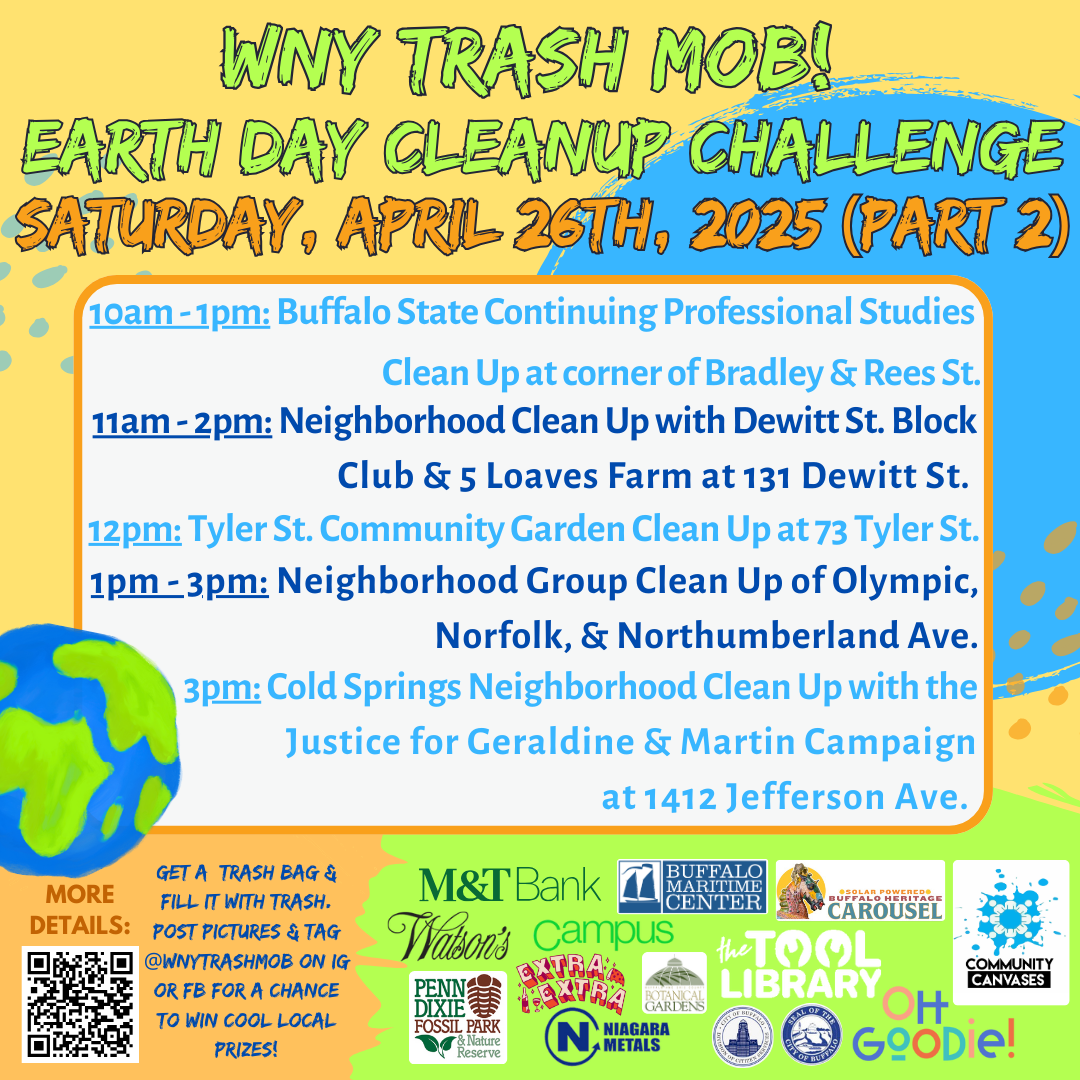 WNY TRASH MOB!
EARTH DAY CLEANUP CHALLENGE
SATURDAY, APRIL 26TH, 2025 (PART 2)
10am - 1pm: Buffalo State Continuing Professional Studies
Clean Up at corner of Bradley & Rees St.
11am - 2pm: Neighborhood Clean Up with Dewitt St. Block
Club & 5 Loaves Farm at 131 Dewitt St.
12pm: Tyler St. Community Garden Clean Up at 73 Tyler St.
1pm - 3pm: Neighborhood Group Clean Up of Olympic,
Norfolk, & Northumberland Ave.
3pm: Cold Springs Neighborhood Clean Up with the
Justice for Geraldine & Martin Campaign
at 1412 Jefferson Ave.
MORE
DETAILS:
GET A TRASH BAG &
FILL IT WITH TRASH.
POST PICTURES & TAG
@WNYTRASHMOB ON IG
OR FB FOR A CHANCE
TO WIN COOL LOCAL
PRIZES!
M&T Bank
BUFFALO
MARITIME
CENTER
SOLAR POWERED
BUFFALO HERITAGE
CAROUSEL
COMMUNITY
CANVASES
Watson's
Campus
the TOOL
LIBRARY
PENN
DIXIE
FOSSIL PARK
& Nature
Reserve
EXTRA
EXTRA
BOTANICAL
GARDENS
NIAGARA
METALS
CITY OF BUFFALO
DIVISION OF CITIZEN SERVICES
SEAL OF THE
CITY OF BUFFALO
OH
GOODie!